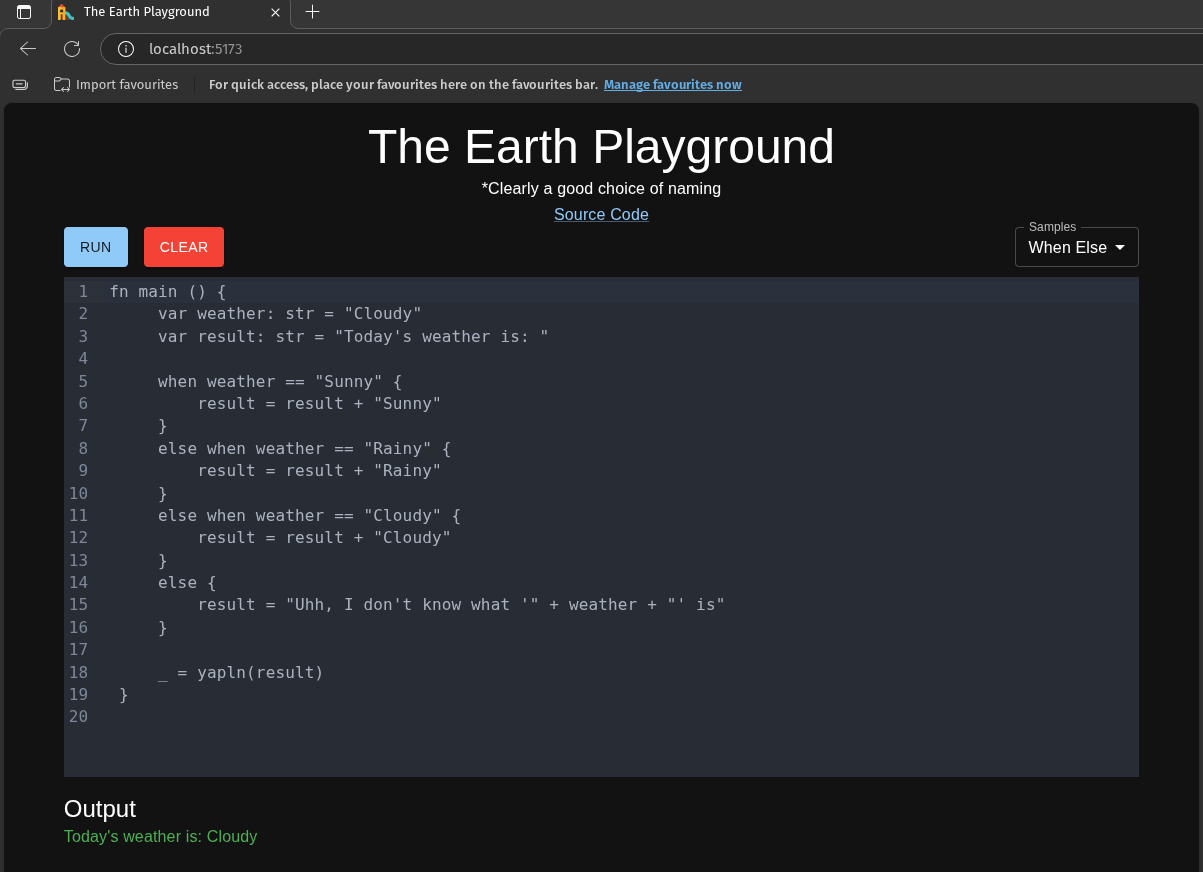 The Earth Playground
localhost:5173
Import favourites For quick access, place your favourites here on the favourites bar. Manage favourites now
The Earth Playground
*Clearly a good choice of naming
Source Code
RUN CLEAR Samples When Else
1 fn main () {
2     var weather: str = "Cloudy"
3     var result: str = "Today's weather is: "
4
5     when weather == "Sunny" {
6         result = result + "Sunny"
7     }
8     else when weather == "Rainy" {
9         result = result + "Rainy"
10     }
11     else when weather == "Cloudy" {
12         result = result + "Cloudy"
13     }
14     else {
15         result = "Uhh, I don't know what '" + weather + "' is"
16     }
17
18     _ = yapln(result)
19 }
20
Output
Today's weather is: Cloudy